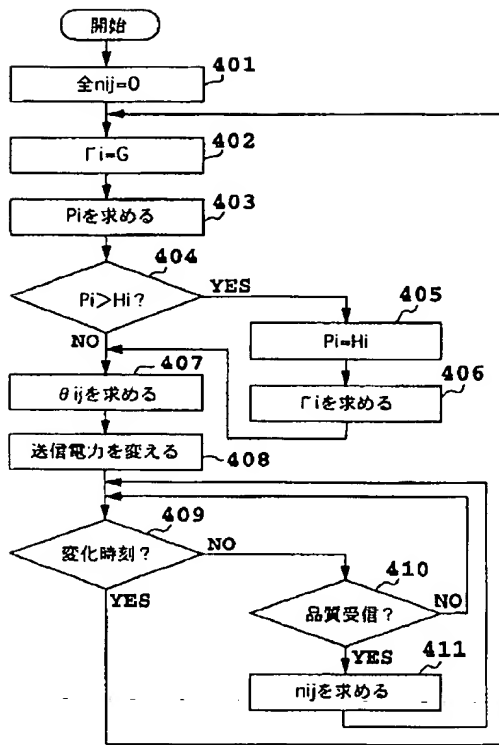 開始
401
全nij=0
402
Γi=G
403
Piを求める
404
Pi>Hi?
YES
405
Pi=Hi
NO
407
406
θijを求める
Γiを求める
送信電力を変える
408
409
変化時刻?
NO
410
YES
品質受信?
NO
YES
411
nijを求める